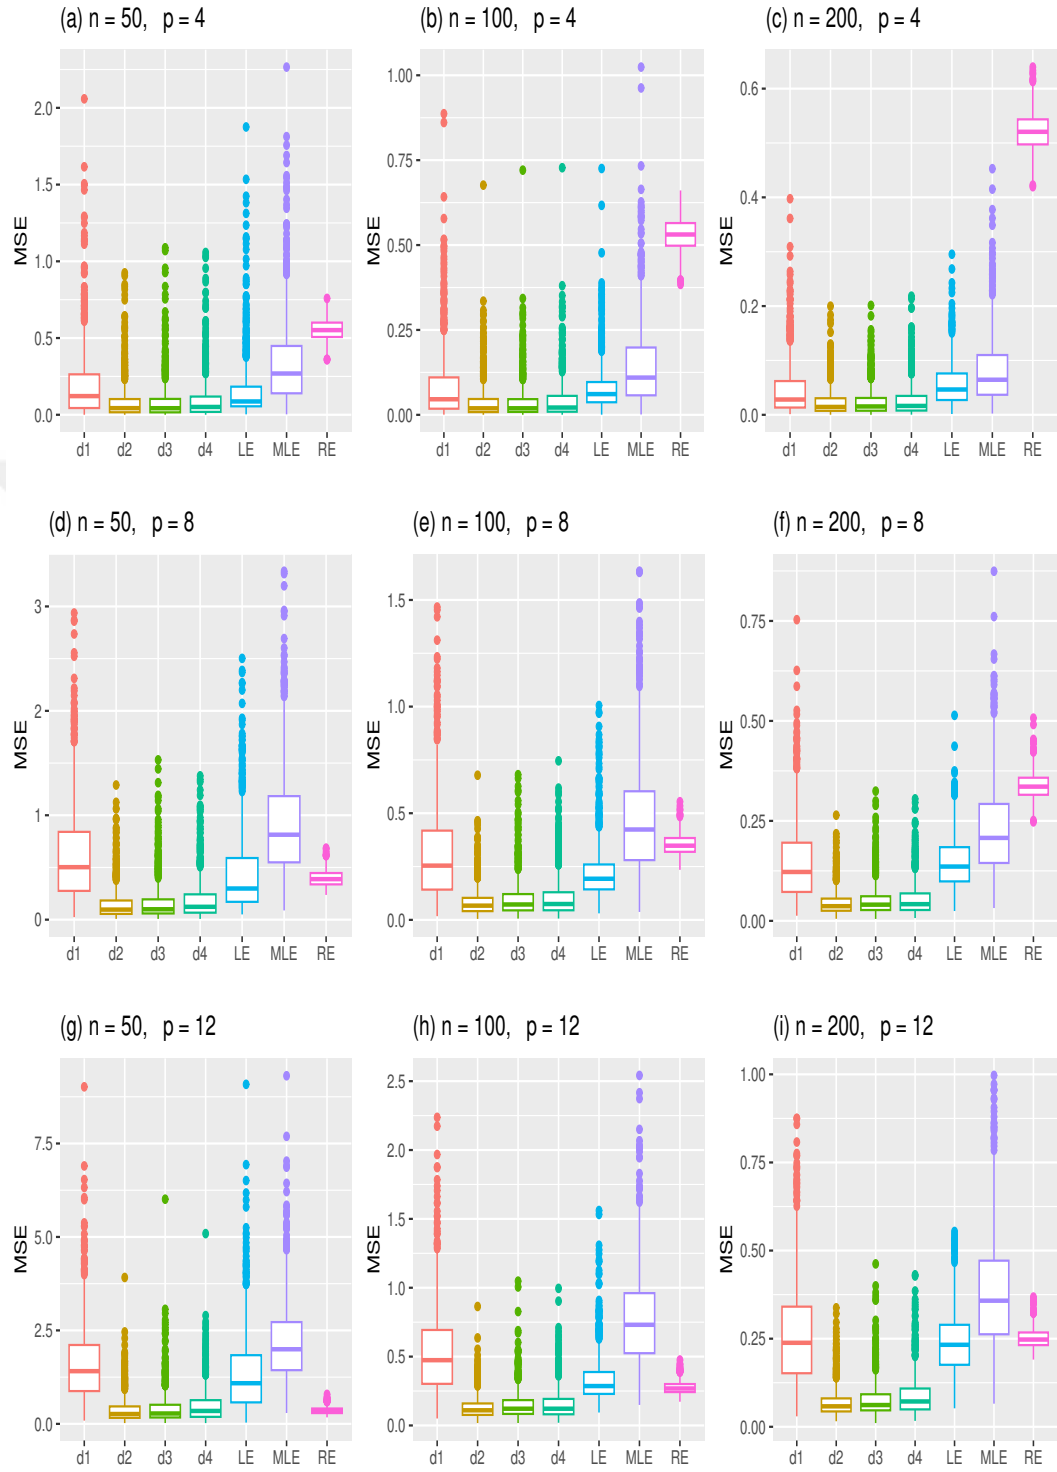 (a) n = 50, p = 4
(b) n = 100, p = 4
(c) n = 200, p = 4
MSE
2.0
1.5
1.0
0.5
0.0
d1 d2 d3 d4 LE MLE RE
MSE
1.00
0.75
0.50
0.25
0.00
d1 d2 d3 d4 LE MLE RE
MSE
0.6
0.4
0.2
0.0
d1 d2 d3 d4 LE MLE RE
(d) n = 50, p = 8
(e) n = 100, p = 8
(f) n = 200, p = 8
MSE
3
2
1
0
d1 d2 d3 d4 LE MLE RE
MSE
1.5
1.0
0.5
0.0
d1 d2 d3 d4 LE MLE RE
MSE
0.75
0.50
0.25
0.00
d1 d2 d3 d4 LE MLE RE
(g) n = 50, p = 12
(h) n = 100, p = 12
(i) n = 200, p = 12
MSE
7.5
5.0
2.5
0.0
d1 d2 d3 d4 LE MLE RE
MSE
2.5
2.0
1.5
1.0
0.5
0.0
d1 d2 d3 d4 LE MLE RE
MSE
1.00
0.75
0.50
0.25
0.00
d1 d2 d3 d4 LE MLE RE